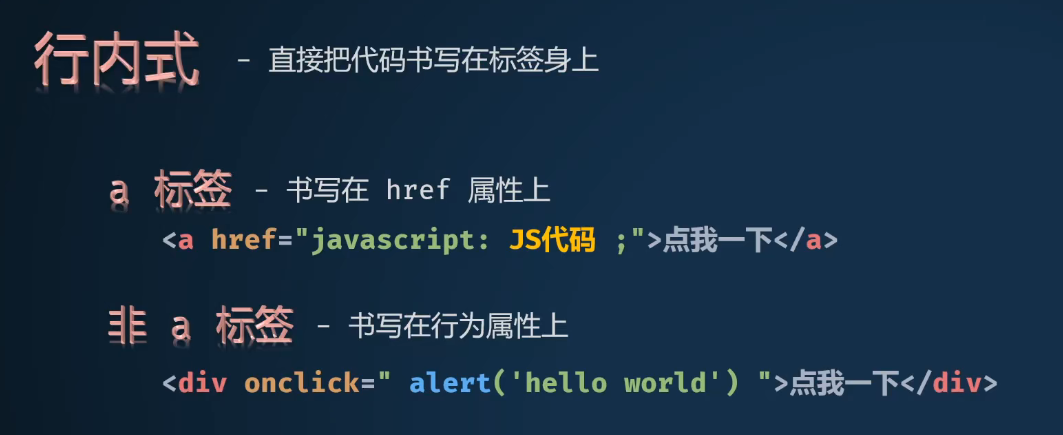 行内式 - 直接把代码书写在标签身上
a 标签 - 书写在 href 属性上
<a href="javascript: JS代码 ;">点我一下</a>
非 a 标签 - 书写在行为属性上
<div onclick=" alert('hello world') ">点我一下</div>